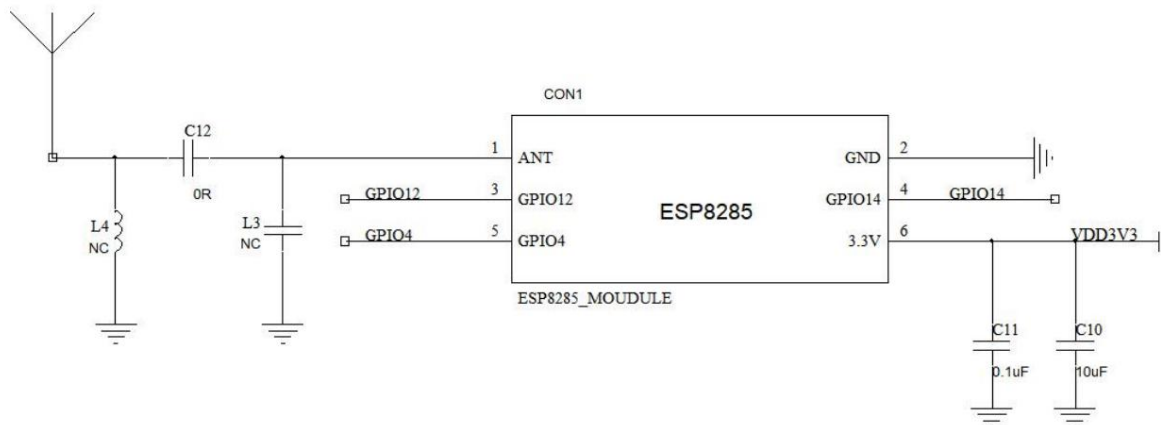 CON1
C12
0R
1 ANT
GND 2
GPIO12 3 GPIO12
GPIO14 4 GPIO14
ESP8285
L4
NC
L3
NC
GPIO4 5 GPIO4
3.3V 6 VDD3V3
ESP8285_MOUDULE
C11
0.1uF
C10
10uF